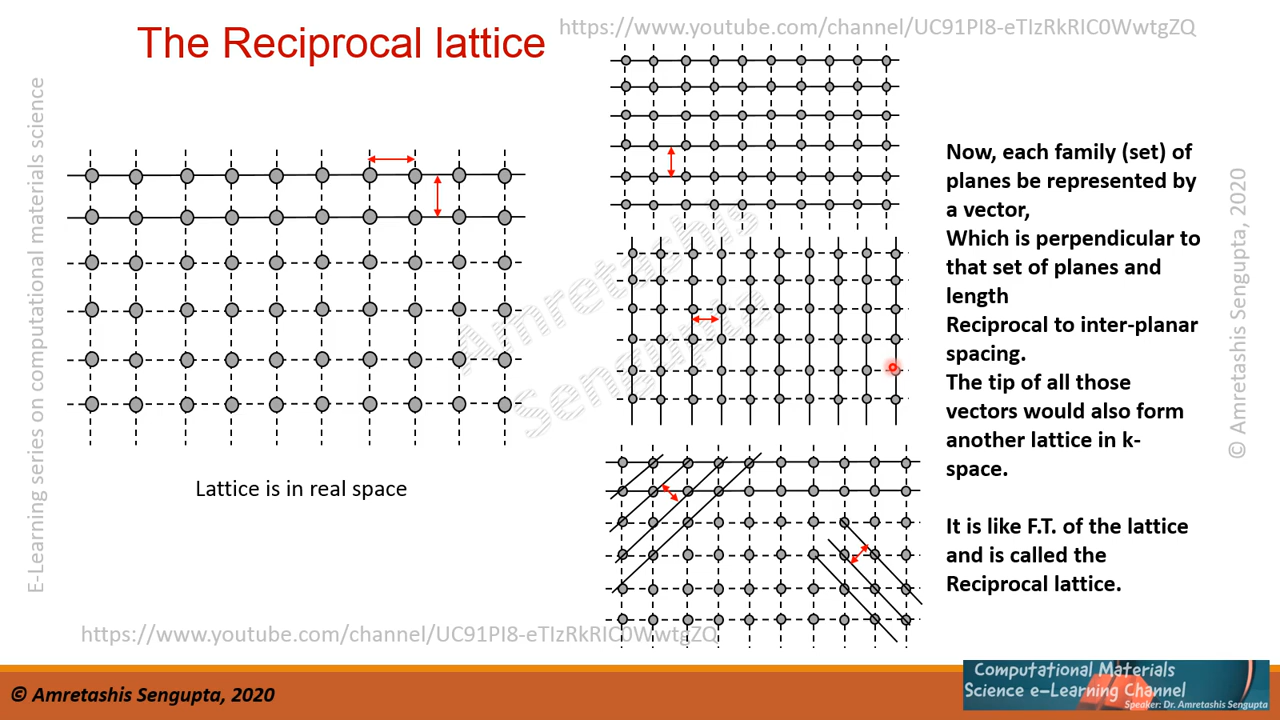 The Reciprocal lattice
https://www.youtube.com/channel/UC91PI8-eTIzRkRIC0WwtgZQ
E-Learning series on computational materials science
Now, each family (set) of
planes be represented by
a vector,
Which is perpendicular to
that set of planes and
length
Reciprocal to inter-planar
spacing.
The tip of all those
vectors would also form
another lattice in k-
space.
It is like F.T. of the lattice
and is called the
Reciprocal lattice.
© Amretashis Sengupta, 2020
Amretashis
Sengupta
Lattice is in real space
https://www.youtube.com/channel/UC91PI8-eTIzRkRIC0WwtgZQ
© Amretashis Sengupta, 2020
Computational Materials
Science e-Learning Channel
Speaker: Dr. Amretashis Sengupta